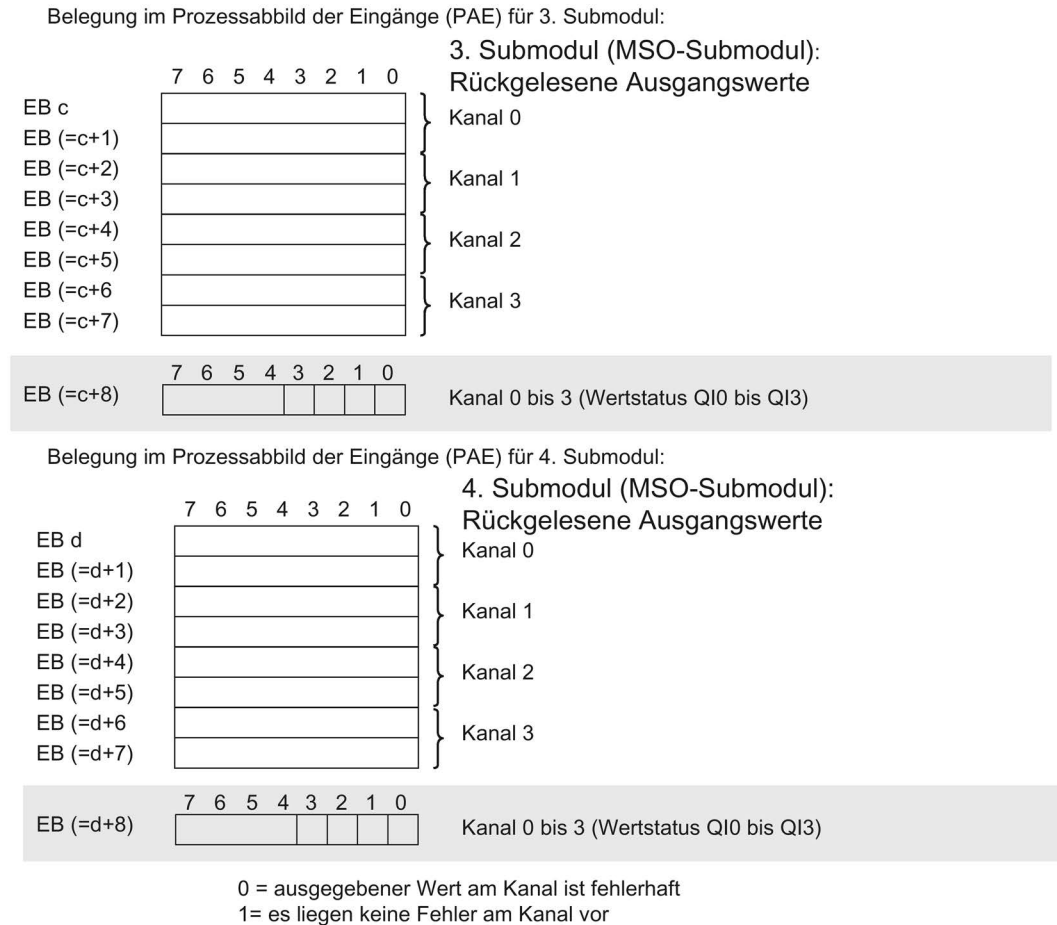 Belegung im Prozessabbild der Eingänge (PAE) für 3. Submodul:
3. Submodul (MSO-Submodul):
Rückgelesene Ausgangswerte
7 6 5 4 3 2 1 0
EB c
Kanal 0
EB (=c+1)
EB (=c+2)
Kanal 1
EB (=c+3)
EB (=c+4)
Kanal 2
EB (=c+5)
EB (=c+6
Kanal 3
EB (=c+7)
7 6 5 4 3 2 1 0
EB (=c+8)
Kanal 0 bis 3 (Wertstatus QI0 bis QI3)
Belegung im Prozessabbild der Eingänge (PAE) für 4. Submodul:
4. Submodul (MSO-Submodul):
Rückgelesene Ausgangswerte
7 6 5 4 3 2 1 0
EB d
Kanal 0
EB (=d+1)
EB (=d+2)
Kanal 1
EB (=d+3)
EB (=d+4)
Kanal 2
EB (=d+5)
EB (=d+6
Kanal 3
EB (=d+7)
7 6 5 4 3 2 1 0
EB (=d+8)
Kanal 0 bis 3 (Wertstatus QI0 bis QI3)
0 = ausgegebener Wert am Kanal ist fehlerhaft
1= es liegen keine Fehler am Kanal vor